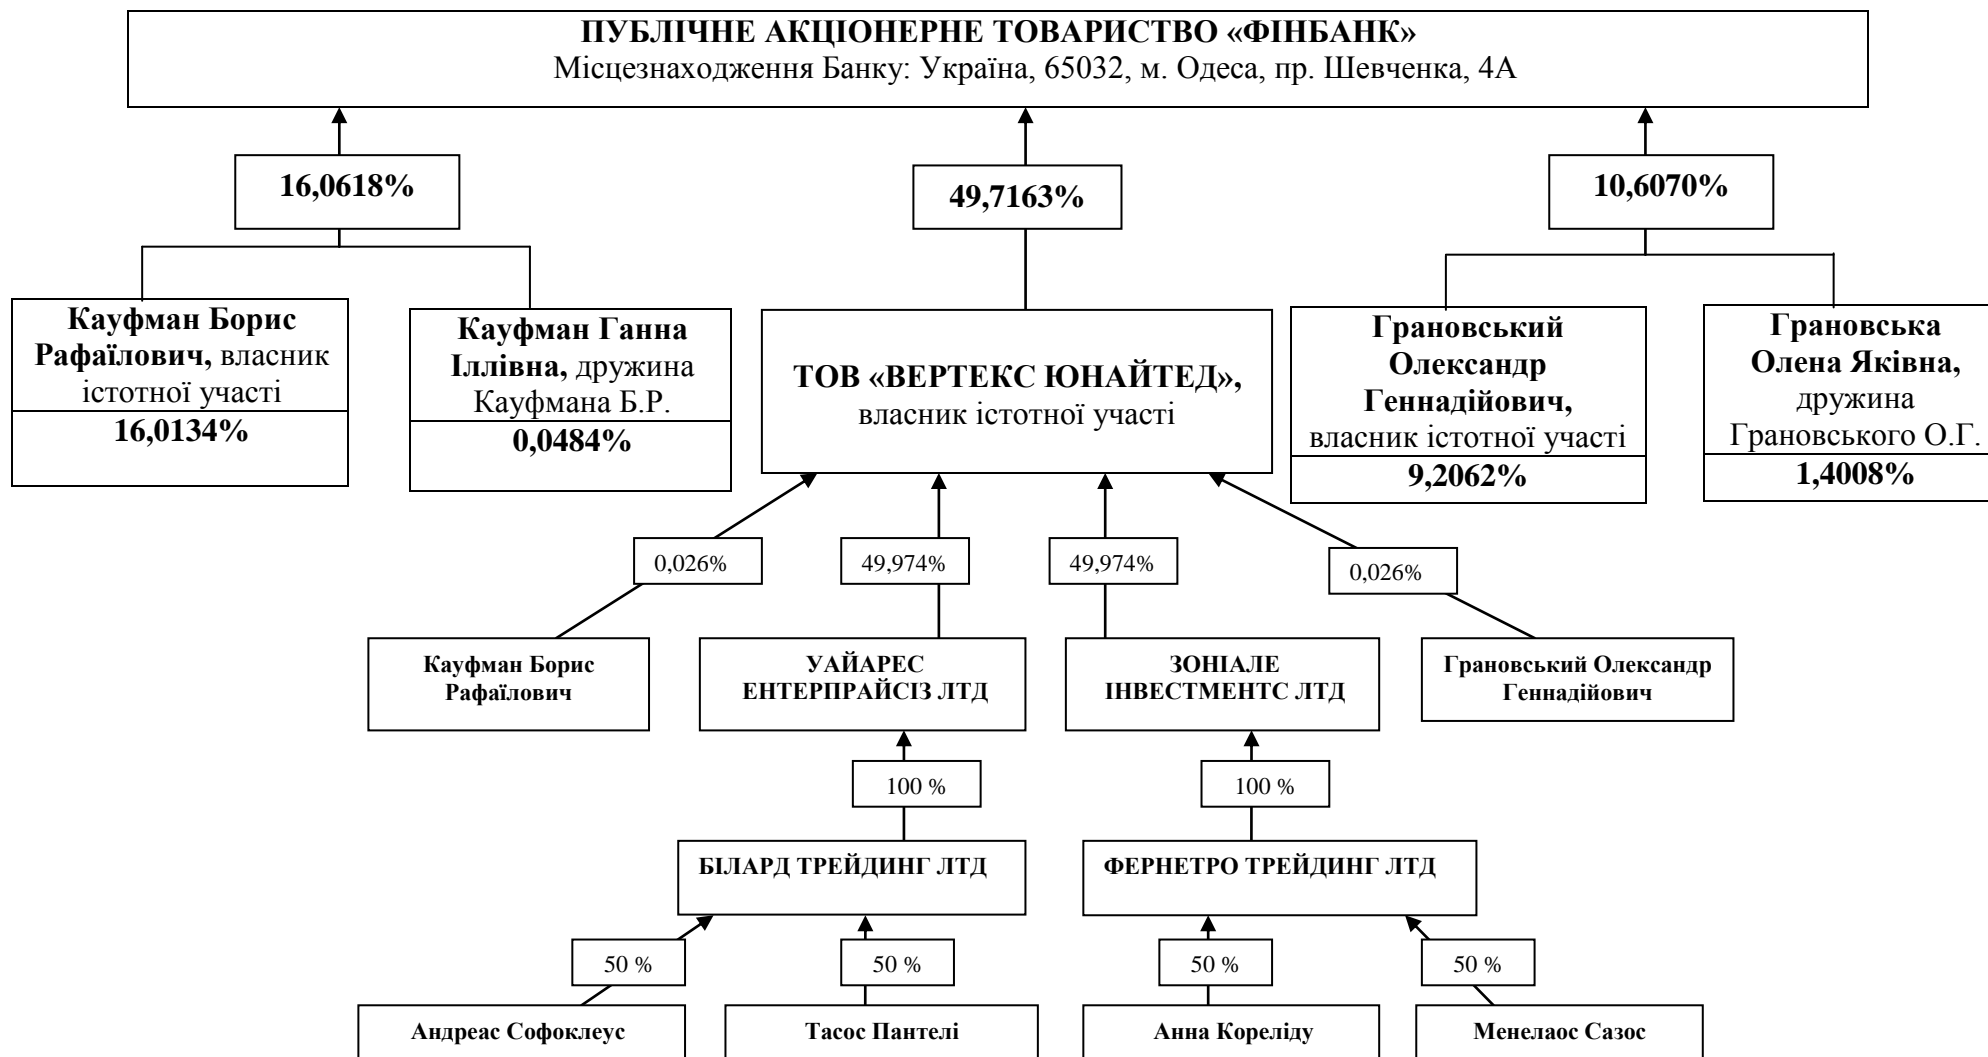 ПУБЛІЧНЕ АКЦІОНЕРНЕ ТОВАРИСТВО «ФІНБАНК»
Місцезнаходження Банку: Україна, 65032, м. Одеса, пр. Шевченка, 4А
16,0618%
49,7163%
10,6070%
Кауфман Борис
Рафаїлович, власник
істотної участі
16,0134%
Кауфман Ганна
Іллівна, дружина
Кауфмана Б.Р.
0,0484%
ТОВ «ВЕРТЕКС ЮНАЙТЕД»,
власник істотної участі
Грановський
Олександр
Геннадійович,
власник істотної участі
9,2062%
Грановська
Олена Яківна,
дружина
Грановського О.Г.
1,4008%
0,026%
49,974%
49,974%
0,026%
Кауфман Борис
Рафаїлович
УАЙАРЕС
ЕНТЕРПРАЙСІЗ ЛТД
ЗОНІАЛЕ
ІНВЕСТМЕНТС ЛТД
Грановський Олександр
Геннадійович
100 %
100 %
БІЛАРД ТРЕЙДИНГ ЛТД
ФЕРНЕТРО ТРЕЙДИНГ ЛТД
50 %
50 %
50 %
50 %
Андреас Софоклеус
Тасос Пантелі
Анна Кореліду
Менелаос Сазос